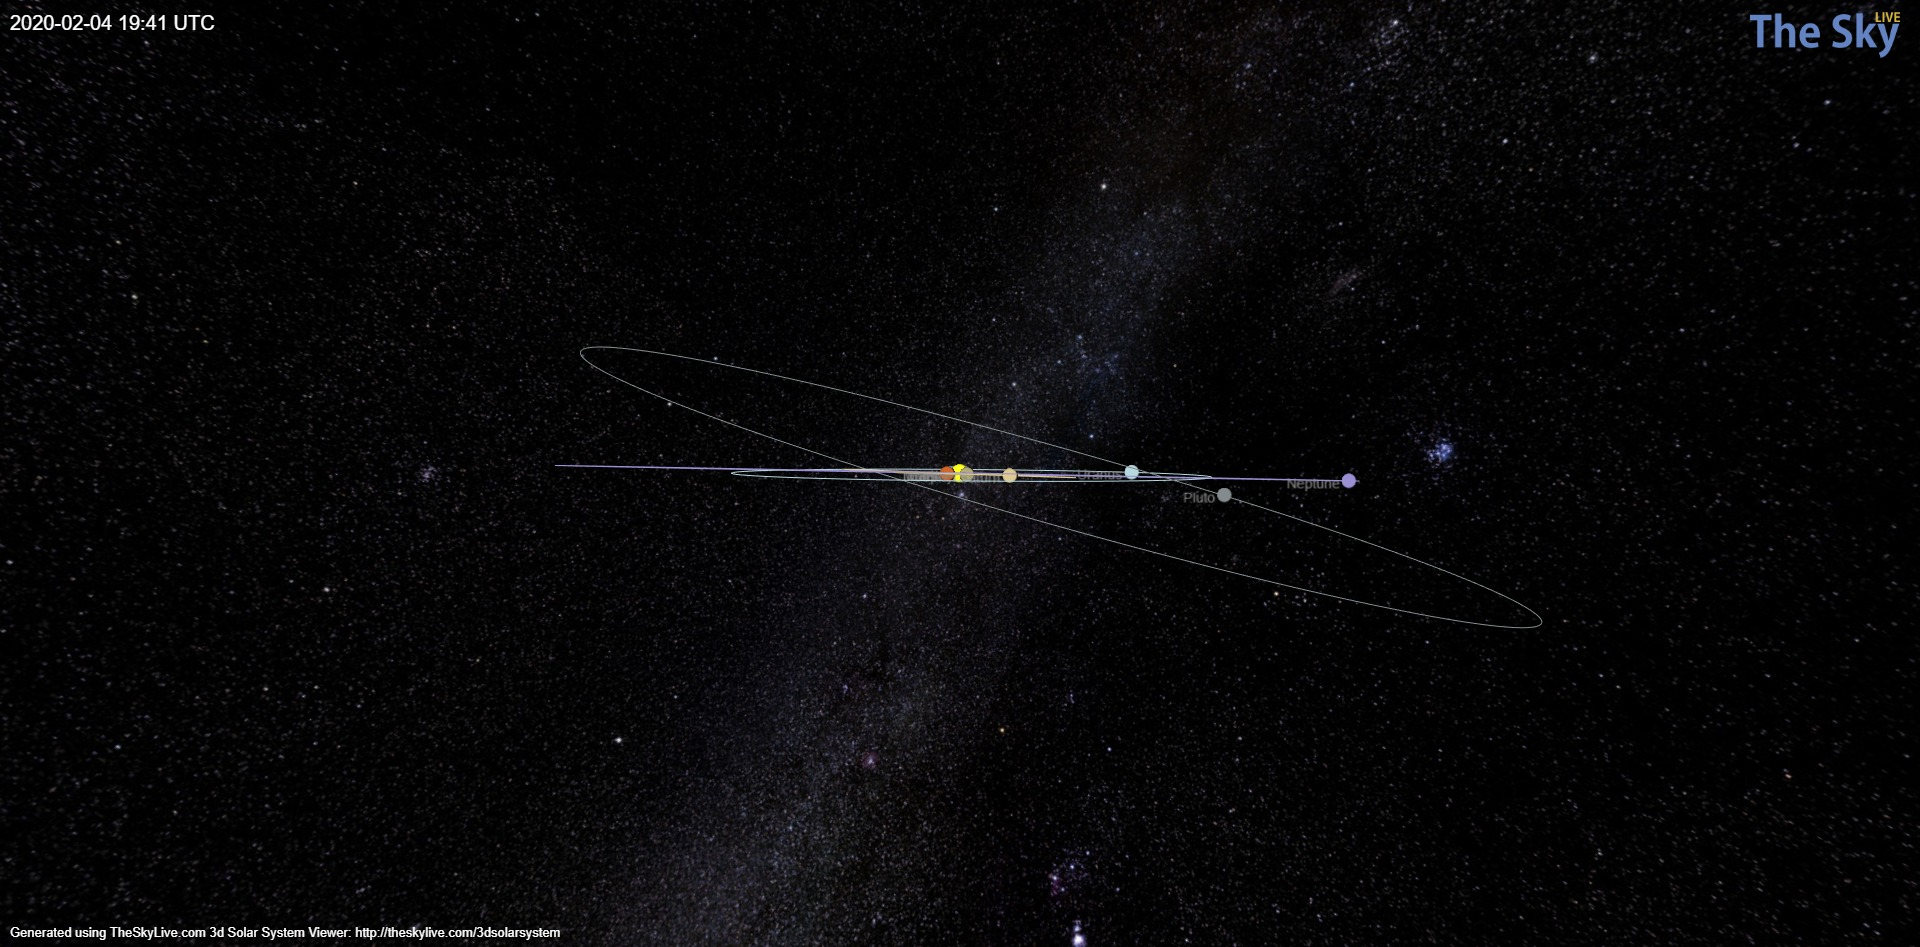 2020-02-04 19:41 UTC
The Sky LIVE
Uranus
Neptune
Pluto
Generated using TheSkyLive.com 3d Solar System Viewer: http://theskylive.com/3dsolarsystem